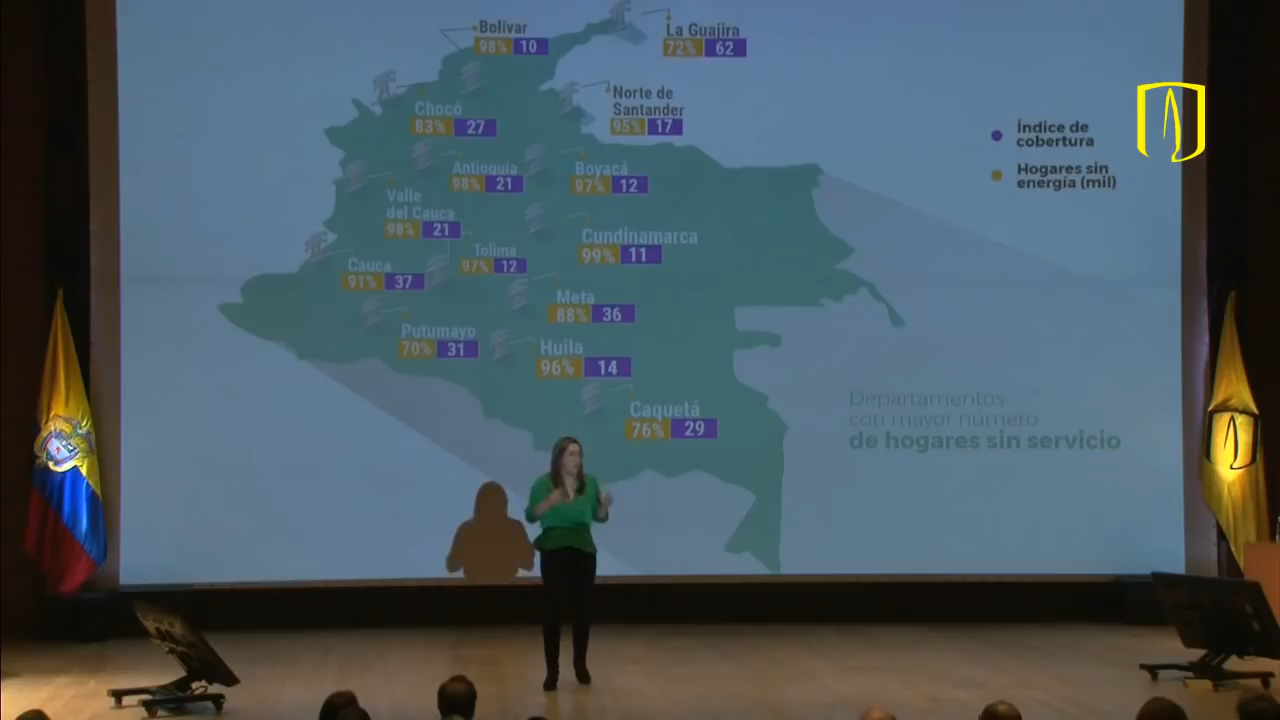 Bolívar
98% 10
La Guajira
72% 62
Norte de
Santander
95% 17
Chocó
83% 27
Antioquia
98% 21
Boyacá
97% 12
Valle
del Cauca
98% 21
Cundinamarca
99% 11
Tolima
97% 12
Cauca
91% 37
Meta
88% 36
Putumayo
70% 31
Huila
96% 14
Caquetá
76% 29
Índice de
cobertura
Hogares sin
energía (mil)
Departamentos
con mayor número
de hogares sin servicio